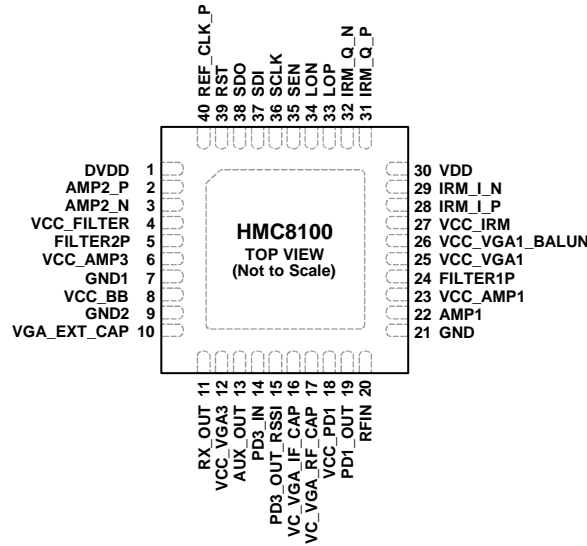 40 REF_CLK_P
39 RST
38 SDO
37 SDI
36 SCLK
35 SEN
34 LON
33 LOP
32 IRM_Q_N
31 IRM_Q_P
DVDD 1
AMP2_P 2
AMP2_N 3
VCC_FILTER 4
FILTER2P 5
VCC_AMP3 6
GND1 7
VCC_BB 8
GND2 9
VGA_EXT_CAP 10
HMC8100
TOP VIEW
(Not to Scale)
30 VDD
29 IRM_I_N
28 IRM_I_P
27 VCC_IRM
26 VCC_VGA1_BALUN
25 VCC_VGA1
24 FILTER1P
23 VCC_AMP1
22 AMP1
21 GND
RX_OUT 11
VCC_VGA3 12
AUX_OUT 13
PD3_IN 14
PD3_OUT_RSSI 15
VC_VGA_IF_CAP 16
VC_VGA_RF_CAP 17
VCC_PD1 18
PD1_OUT 19
RFIN 20